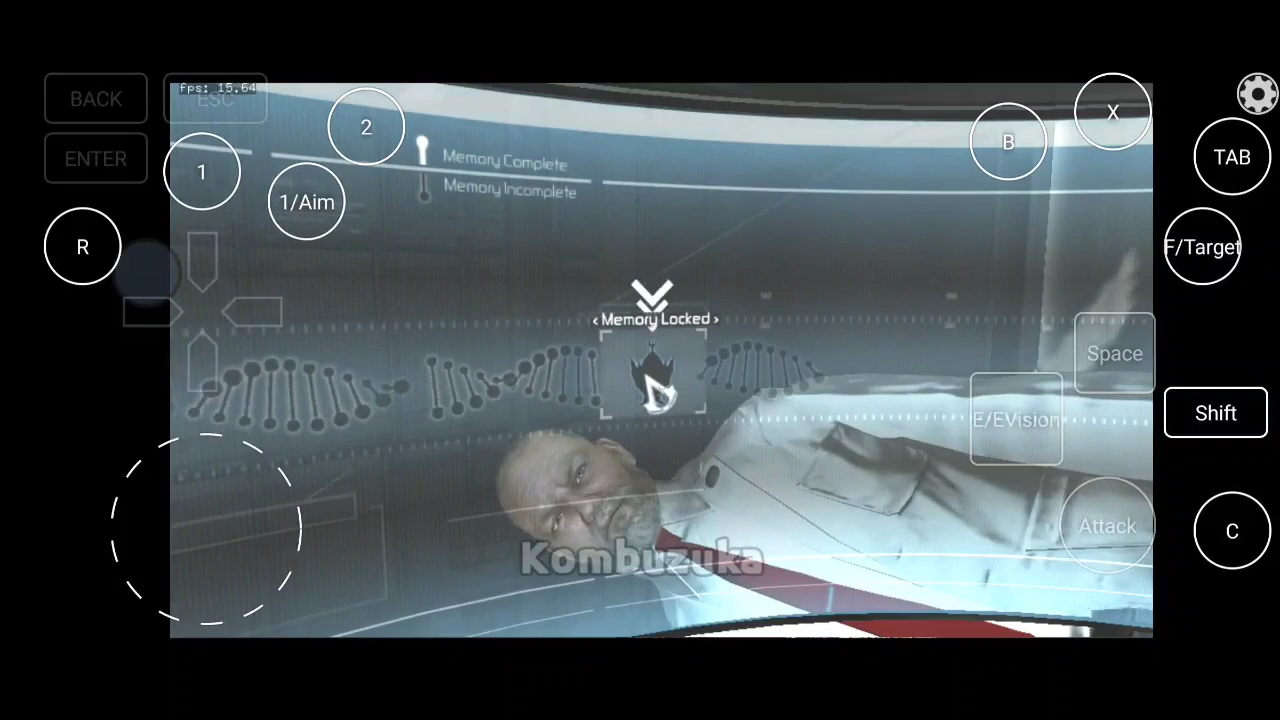 fps: 15.64
BACK
ESC
2
X
B
ENTER
1
Memory Complete
TAB
Memory Incomplete
1/Aim
R
F/Target
‹ Memory Locked ›
Space
E/EVision
Shift
Attack
C
Kombuzuka